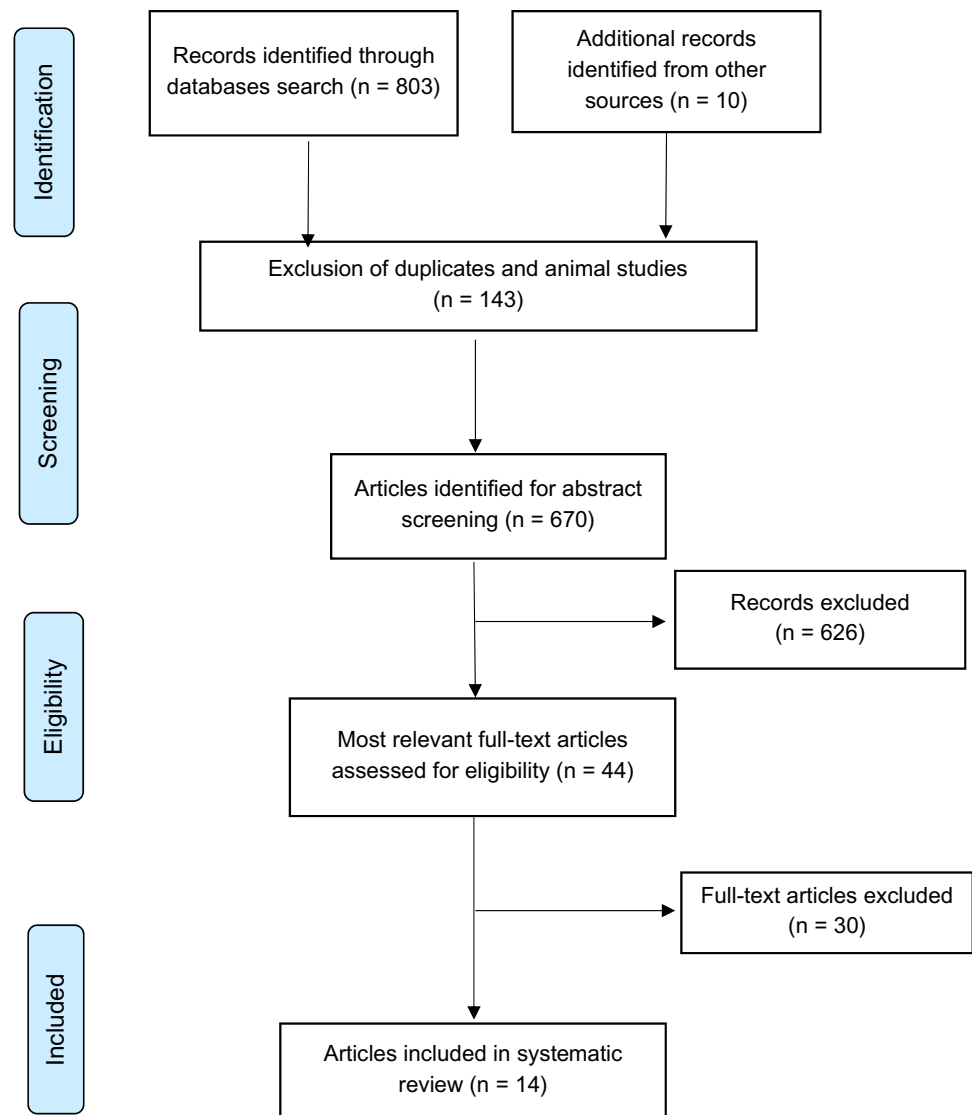 Identification
Records identified through
databases search (n = 803)
Additional records
identified from other
sources (n = 10)
Exclusion of duplicates and animal studies
(n = 143)
Screening
Articles identified for abstract
screening (n = 670)
Records excluded
(n = 626)
Eligibility
Most relevant full-text articles
assessed for eligibility (n = 44)
Full-text articles excluded
(n = 30)
Included
Articles included in systematic
review (n = 14)